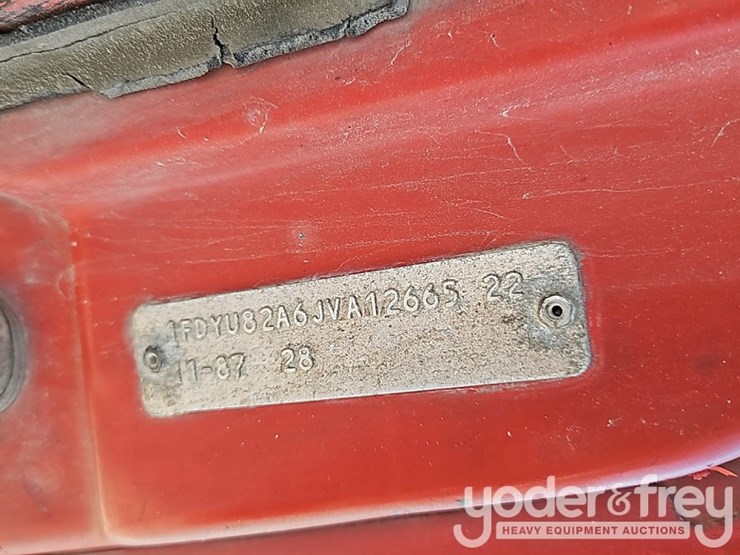 1FDYU82A6JVA12665 22
11-87 28
yoder&frey
HEAVY EQUIPMENT AUCTIONS